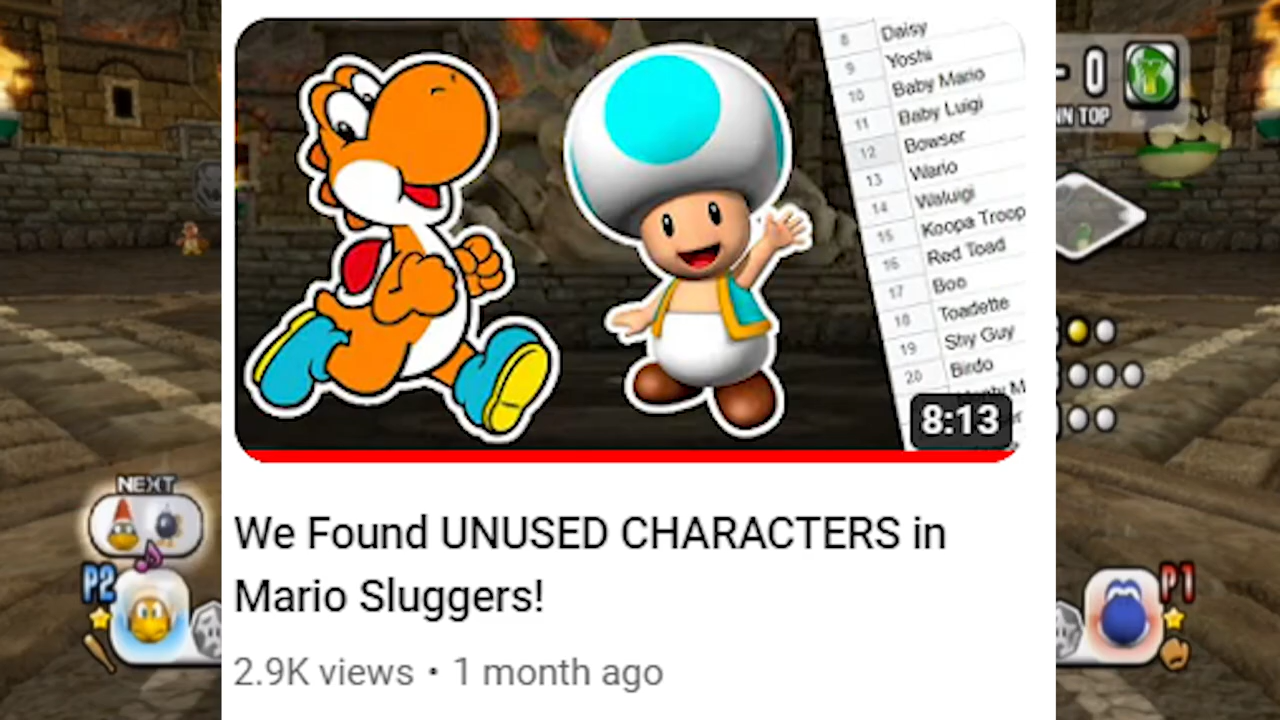 8 Daisy
9 Yoshi
10 Baby Mario
11 Baby Luigi
12 Bowser
13 Wario
14 Waluigi
15 Koopa Troop
16 Red Toad
17 Boo
18 Toadette
19 Shy Guy
20 Birdo
8:13
We Found UNUSED CHARACTERS in
Mario Sluggers!
2.9K views • 1 month ago
- 0
TOP
NEXT
P2
P1